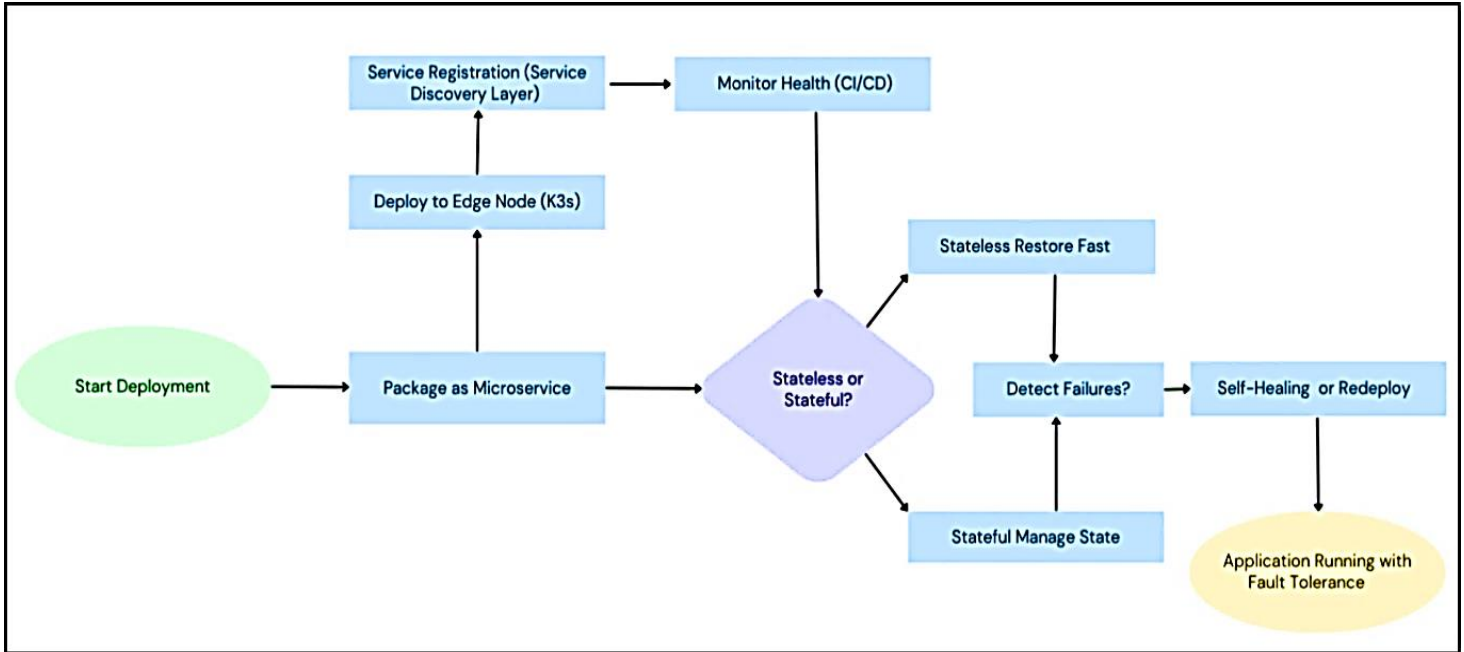 Service Registration (Service
Discovery Layer)
Monitor Health (CI/CD)
Deploy to Edge Node (K3s)
Stateless Restore Fast
Start Deployment
Package as Microservice
Stateless or
Stateful?
Detect Failures?
Self-Healing or Redeploy
Stateful Manage State
Application Running with
Fault Tolerance